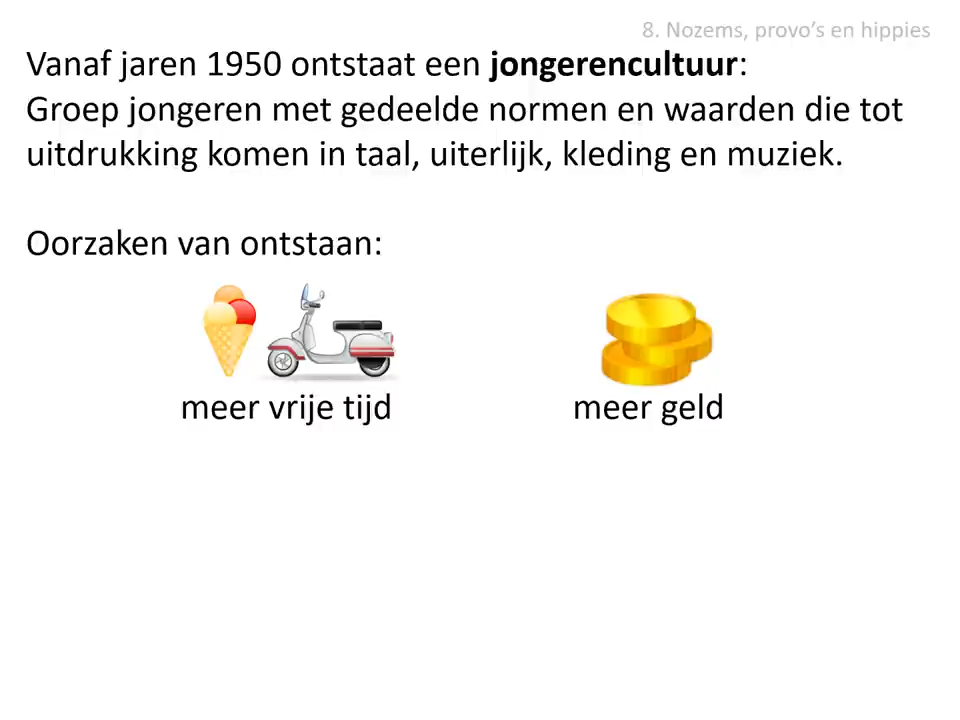 8. Nozems, provo’s en hippies
Vanaf jaren 1950 ontstaat een jongerencultuur:
Groep jongeren met gedeelde normen en waarden die tot
uitdrukking komen in taal, uiterlijk, kleding en muziek.
Oorzaken van ontstaan:
meer vrije tijd
meer geld